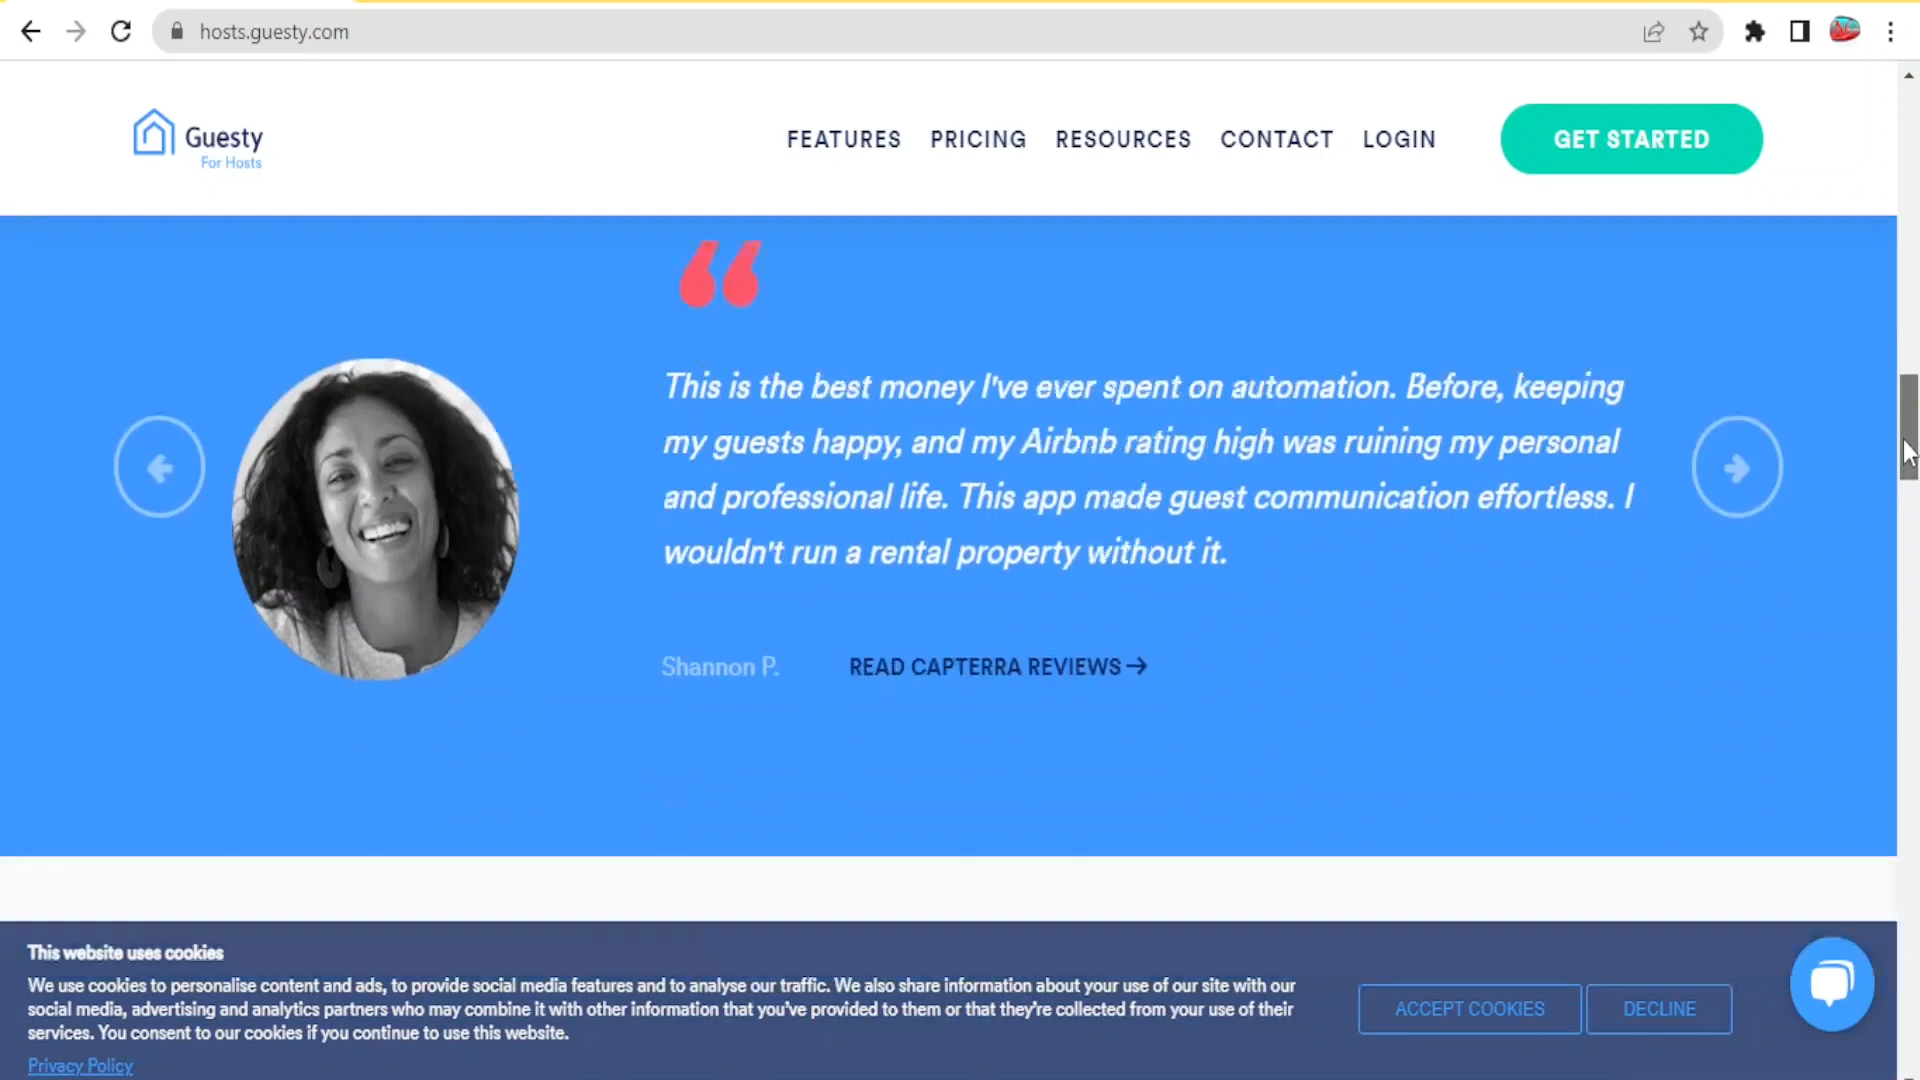 hosts.guesty.com
Guesty
For Hosts
FEATURES PRICING RESOURCES CONTACT LOGIN GET STARTED
“
This is the best money I've ever spent on automation. Before, keeping
my guests happy, and my Airbnb rating high was ruining my personal
and professional life. This app made guest communication effortless. I
wouldn't run a rental property without it.
Shannon P. READ CAPTERRA REVIEWS →
This website uses cookies
We use cookies to personalise content and ads, to provide social media features and to analyse our traffic. We also share information about your use of our site with our
social media, advertising and analytics partners who may combine it with other information that you've provided to them or that they're collected from your use of their
services. You consent to our cookies if you continue to use this website.
Privacy Policy
ACCEPT COOKIES DECLINE